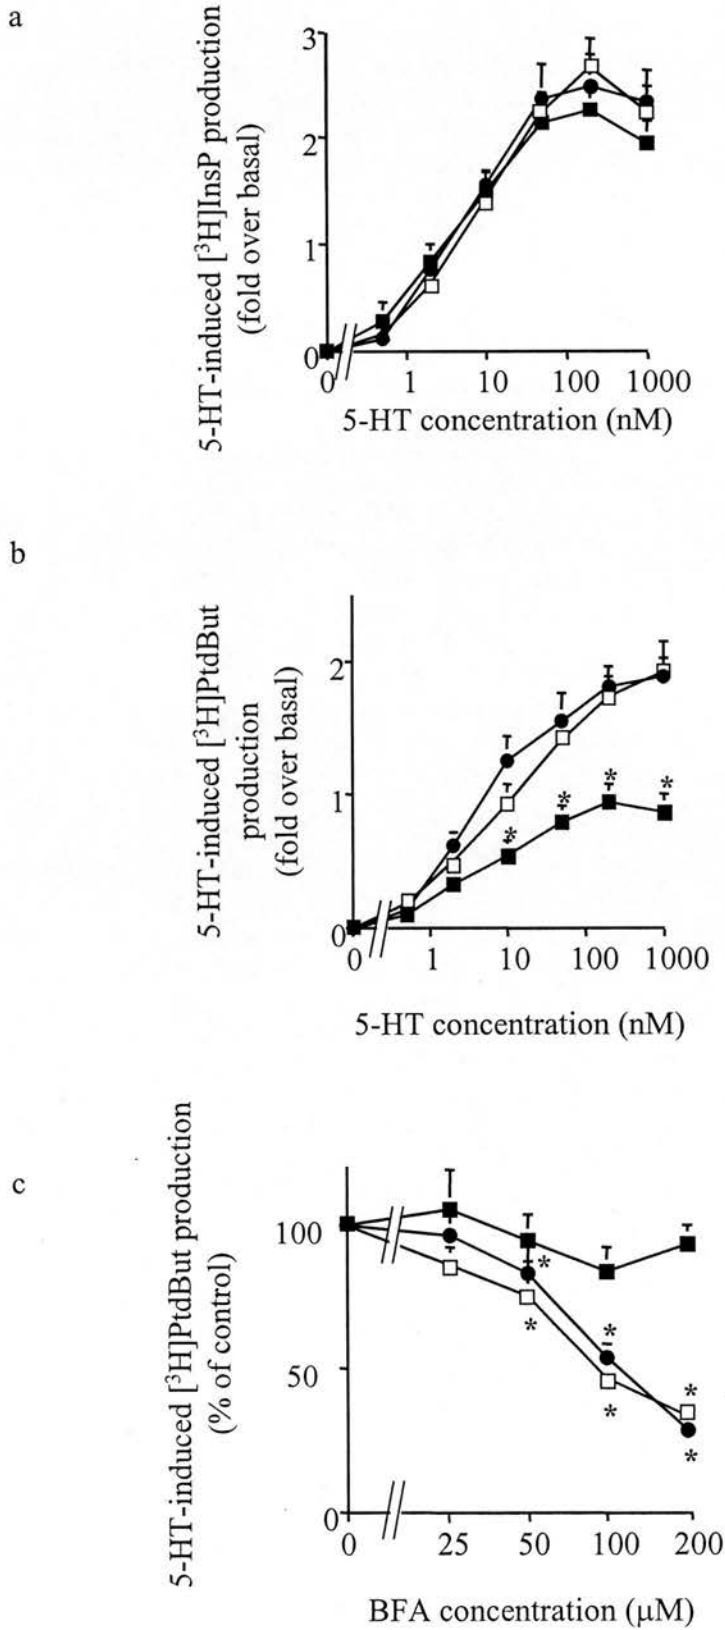 a
5-HT-induced [³H]InsP production
(fold over basal)
3
2
1
0
0 1 10 100 1000
5-HT concentration (nM)
b
5-HT-induced [³H]PtdBut
production
(fold over basal)
2
1
0
0 1 10 100 1000
* * * *
5-HT concentration (nM)
c
5-HT-induced [³H]PtdBut production
(% of control)
100
50
0
* * * * * *
0 25 50 100 200
BFA concentration (μM)